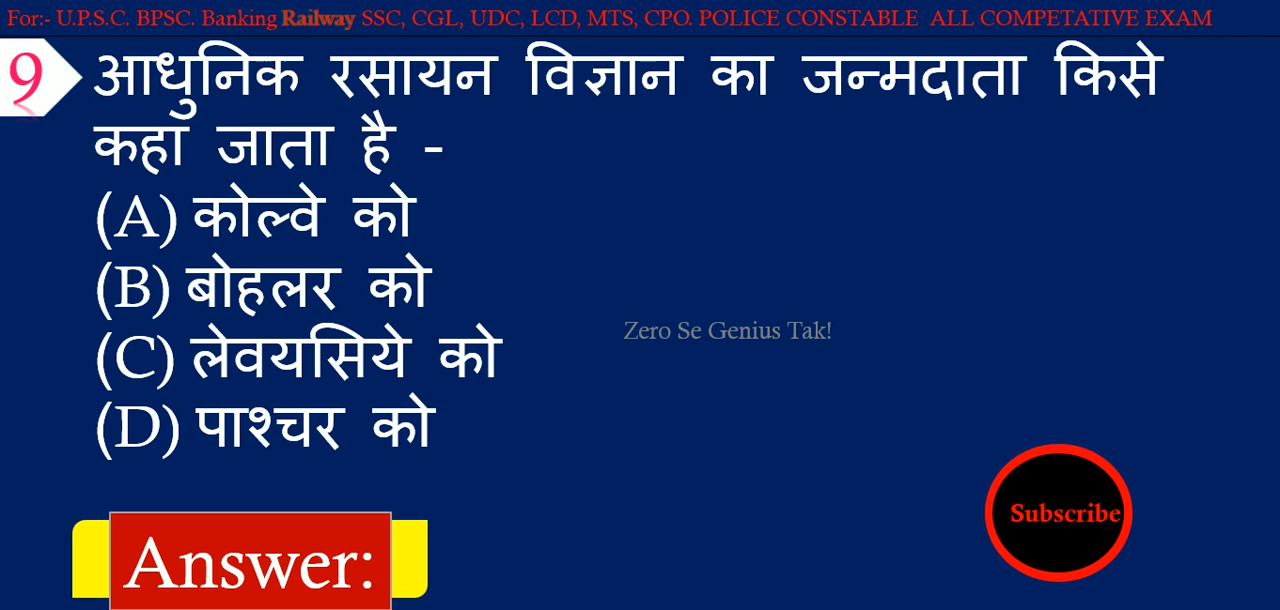 For:- U.P.S.C. BPSC. Banking Railway SSC, CGL, UDC, LCD, MTS, CPO. POLICE CONSTABLE ALL COMPETATIVE EXAM
9 आधुनिक रसायन विज्ञान का जन्मदाता किसे
कहा जाता है -
(A) कोल्वे को
(B) बोहलर को
(C) लेवयसिये को
Zero Se Genius Tak!
(D) पाश्चर को
Subscribe
Answer: